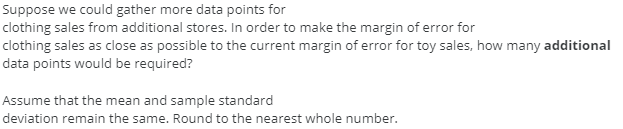 Suppose we could gather more data points for
clothing sales from additional stores. In order to make the margin of error for
clothing sales as close as possible to the current margin of error for toy sales, how many additional
data points would be required?
Assume that the mean and sample standard
deviation remain the same. Round to the nearest whole number.